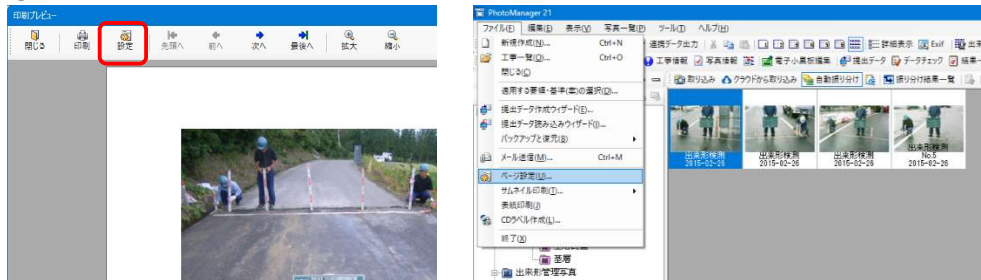 印刷プレビュー
閉じる 印刷 設定 先頭へ 前へ 次へ 最後へ 拡大 縮小
PhotoManager 21
ファイル(F) 編集(E) 表示(V) 写真一覧(P) ツール(T) ヘルプ(H)
新規作成(N)... Ctrl+N
工事一覧(O)... Ctrl+O
閉じる(C)
適用する要領・基準(案)の選択(Q)...
提出データ作成ウィザード(E)...
提出データ読み込みウィザード(I)...
バックアップと復元(B)
メール送信(M)... Ctrl+M
ページ設定(U)...
サムネイル印刷(T)...
表紙印刷(J)
CDラベル作成(L)...
終了(X)
連携データ出力 詳細表示 Exif 取出来
工事情報 写真情報 電子小黒板編集 提出データ データチェック 結果一
取り込み クラウドから取り込み 自動振り分け 振り分け結果一覧
出来形検測 出来形検測 出来形検測 出来形検測
No.5
2015-02-26 2015-02-26 2015-02-26 2015-02-26
基層
出来形管理写真